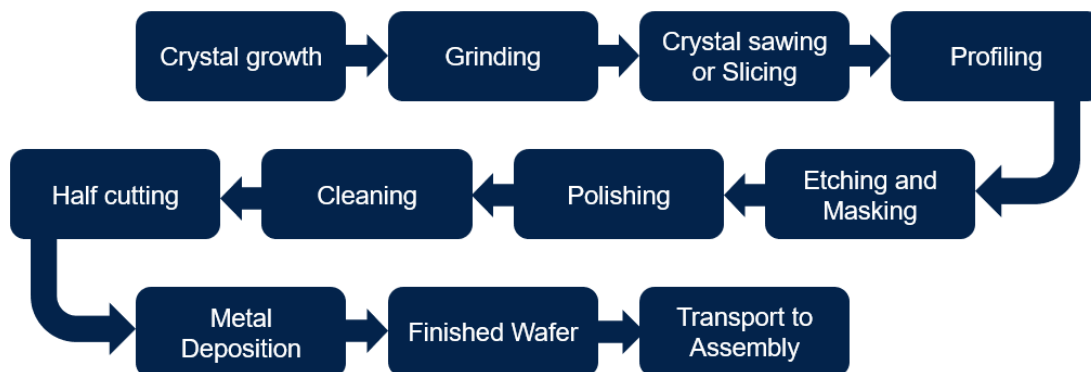 Crystal growth
Grinding
Crystal sawing
or Slicing
Profiling
Etching and
Masking
Polishing
Cleaning
Half cutting
Metal
Deposition
Finished Wafer
Transport to
Assembly